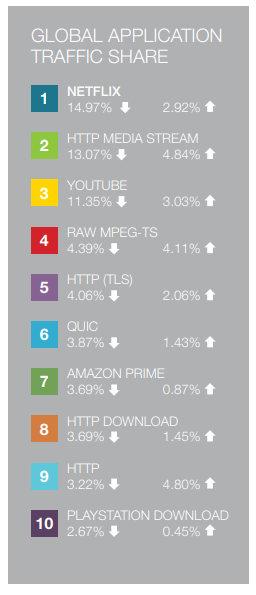 GLOBAL APPLICATION
TRAFFIC SHARE
1
NETFLIX
14.97% 2.92%
2
HTTP MEDIA STREAM
13.07% 4.84%
3
YOUTUBE
11.35% 3.03%
4
RAW MPEG-TS
4.39% 4.11%
5
HTTP (TLS)
4.06% 2.06%
6
QUIC
3.87% 1.43%
7
AMAZON PRIME
3.69% 0.87%
8
HTTP DOWNLOAD
3.69% 1.45%
9
HTTP
3.22% 4.80%
10
PLAYSTATION DOWNLOAD
2.67% 0.45%